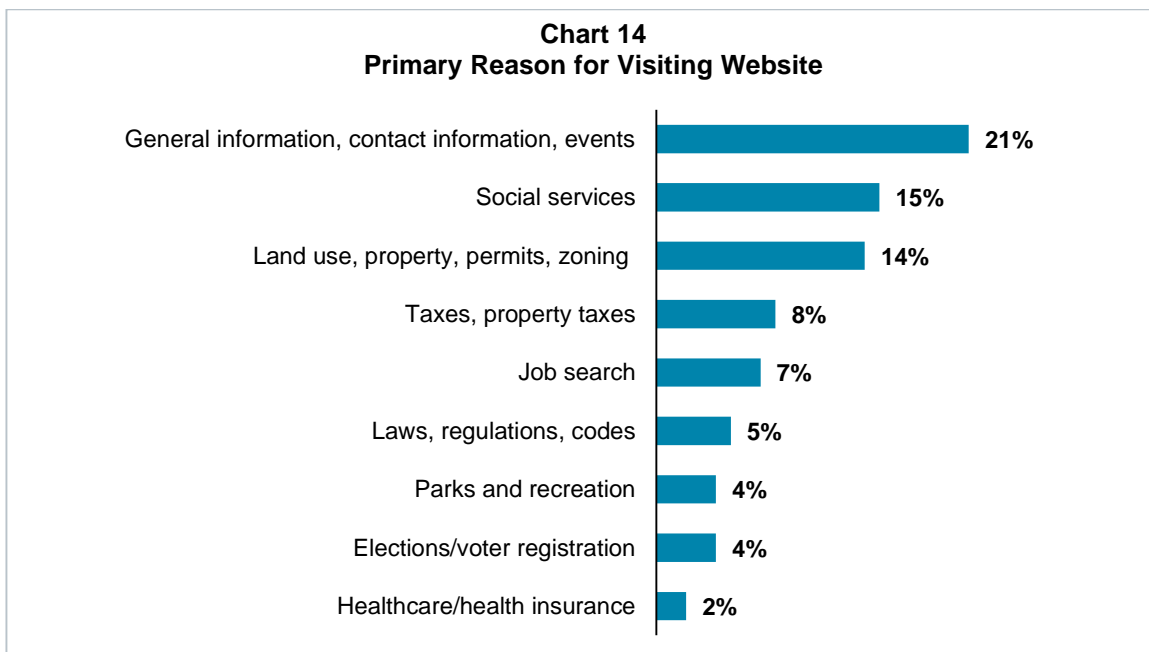 Chart 14
Primary Reason for Visiting Website
General information, contact information, events 21%
Social services 15%
Land use, property, permits, zoning 14%
Taxes, property taxes 8%
Job search 7%
Laws, regulations, codes 5%
Parks and recreation 4%
Elections/voter registration 4%
Healthcare/health insurance 2%